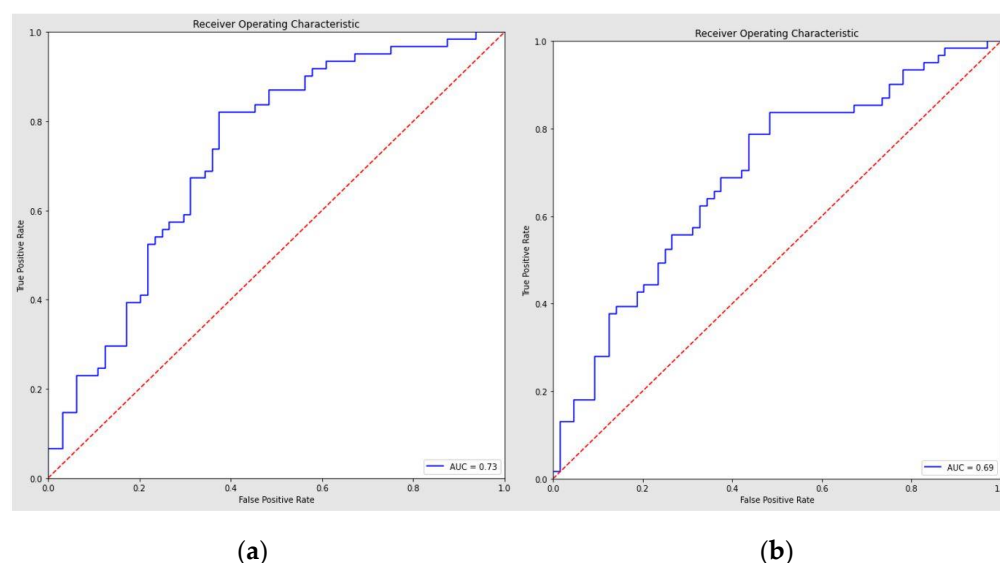 Receiver Operating Characteristic
1.0
0.8
0.6
0.4
0.2
0.0
True Positive Rate
0.0 0.2 0.4 0.6 0.8 1.0
False Positive Rate
AUC = 0.73
(a)
Receiver Operating Characteristic
1.0
0.8
0.6
0.4
0.2
0.0
True Positive Rate
0.0 0.2 0.4 0.6 0.8
False Positive Rate
AUC = 0.69
(b)